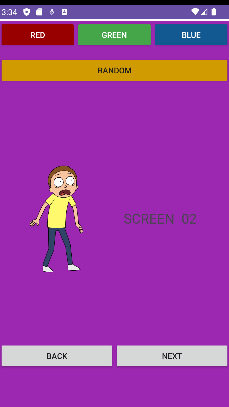 3:34
RED GREEN BLUE
RANDOM
SCREEN 02
BACK NEXT